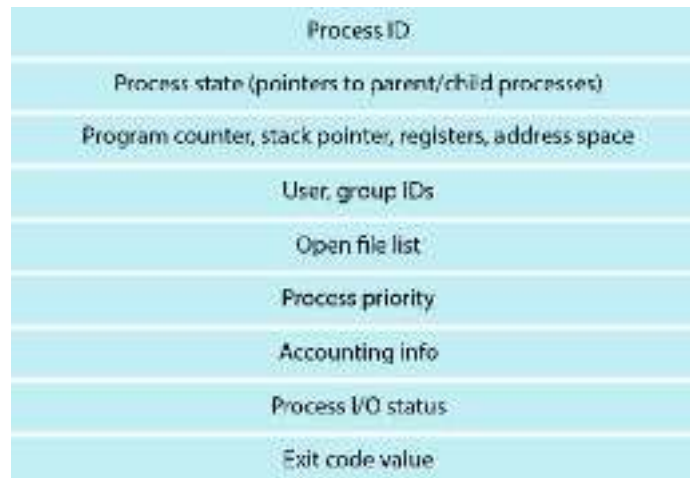 Process ID
Process state (pointers to parent/child processes)
Program counter, stack pointer, registers, address space
User, group IDs
Open file list
Process priority
Accounting info
Process I/O status
Exit code value